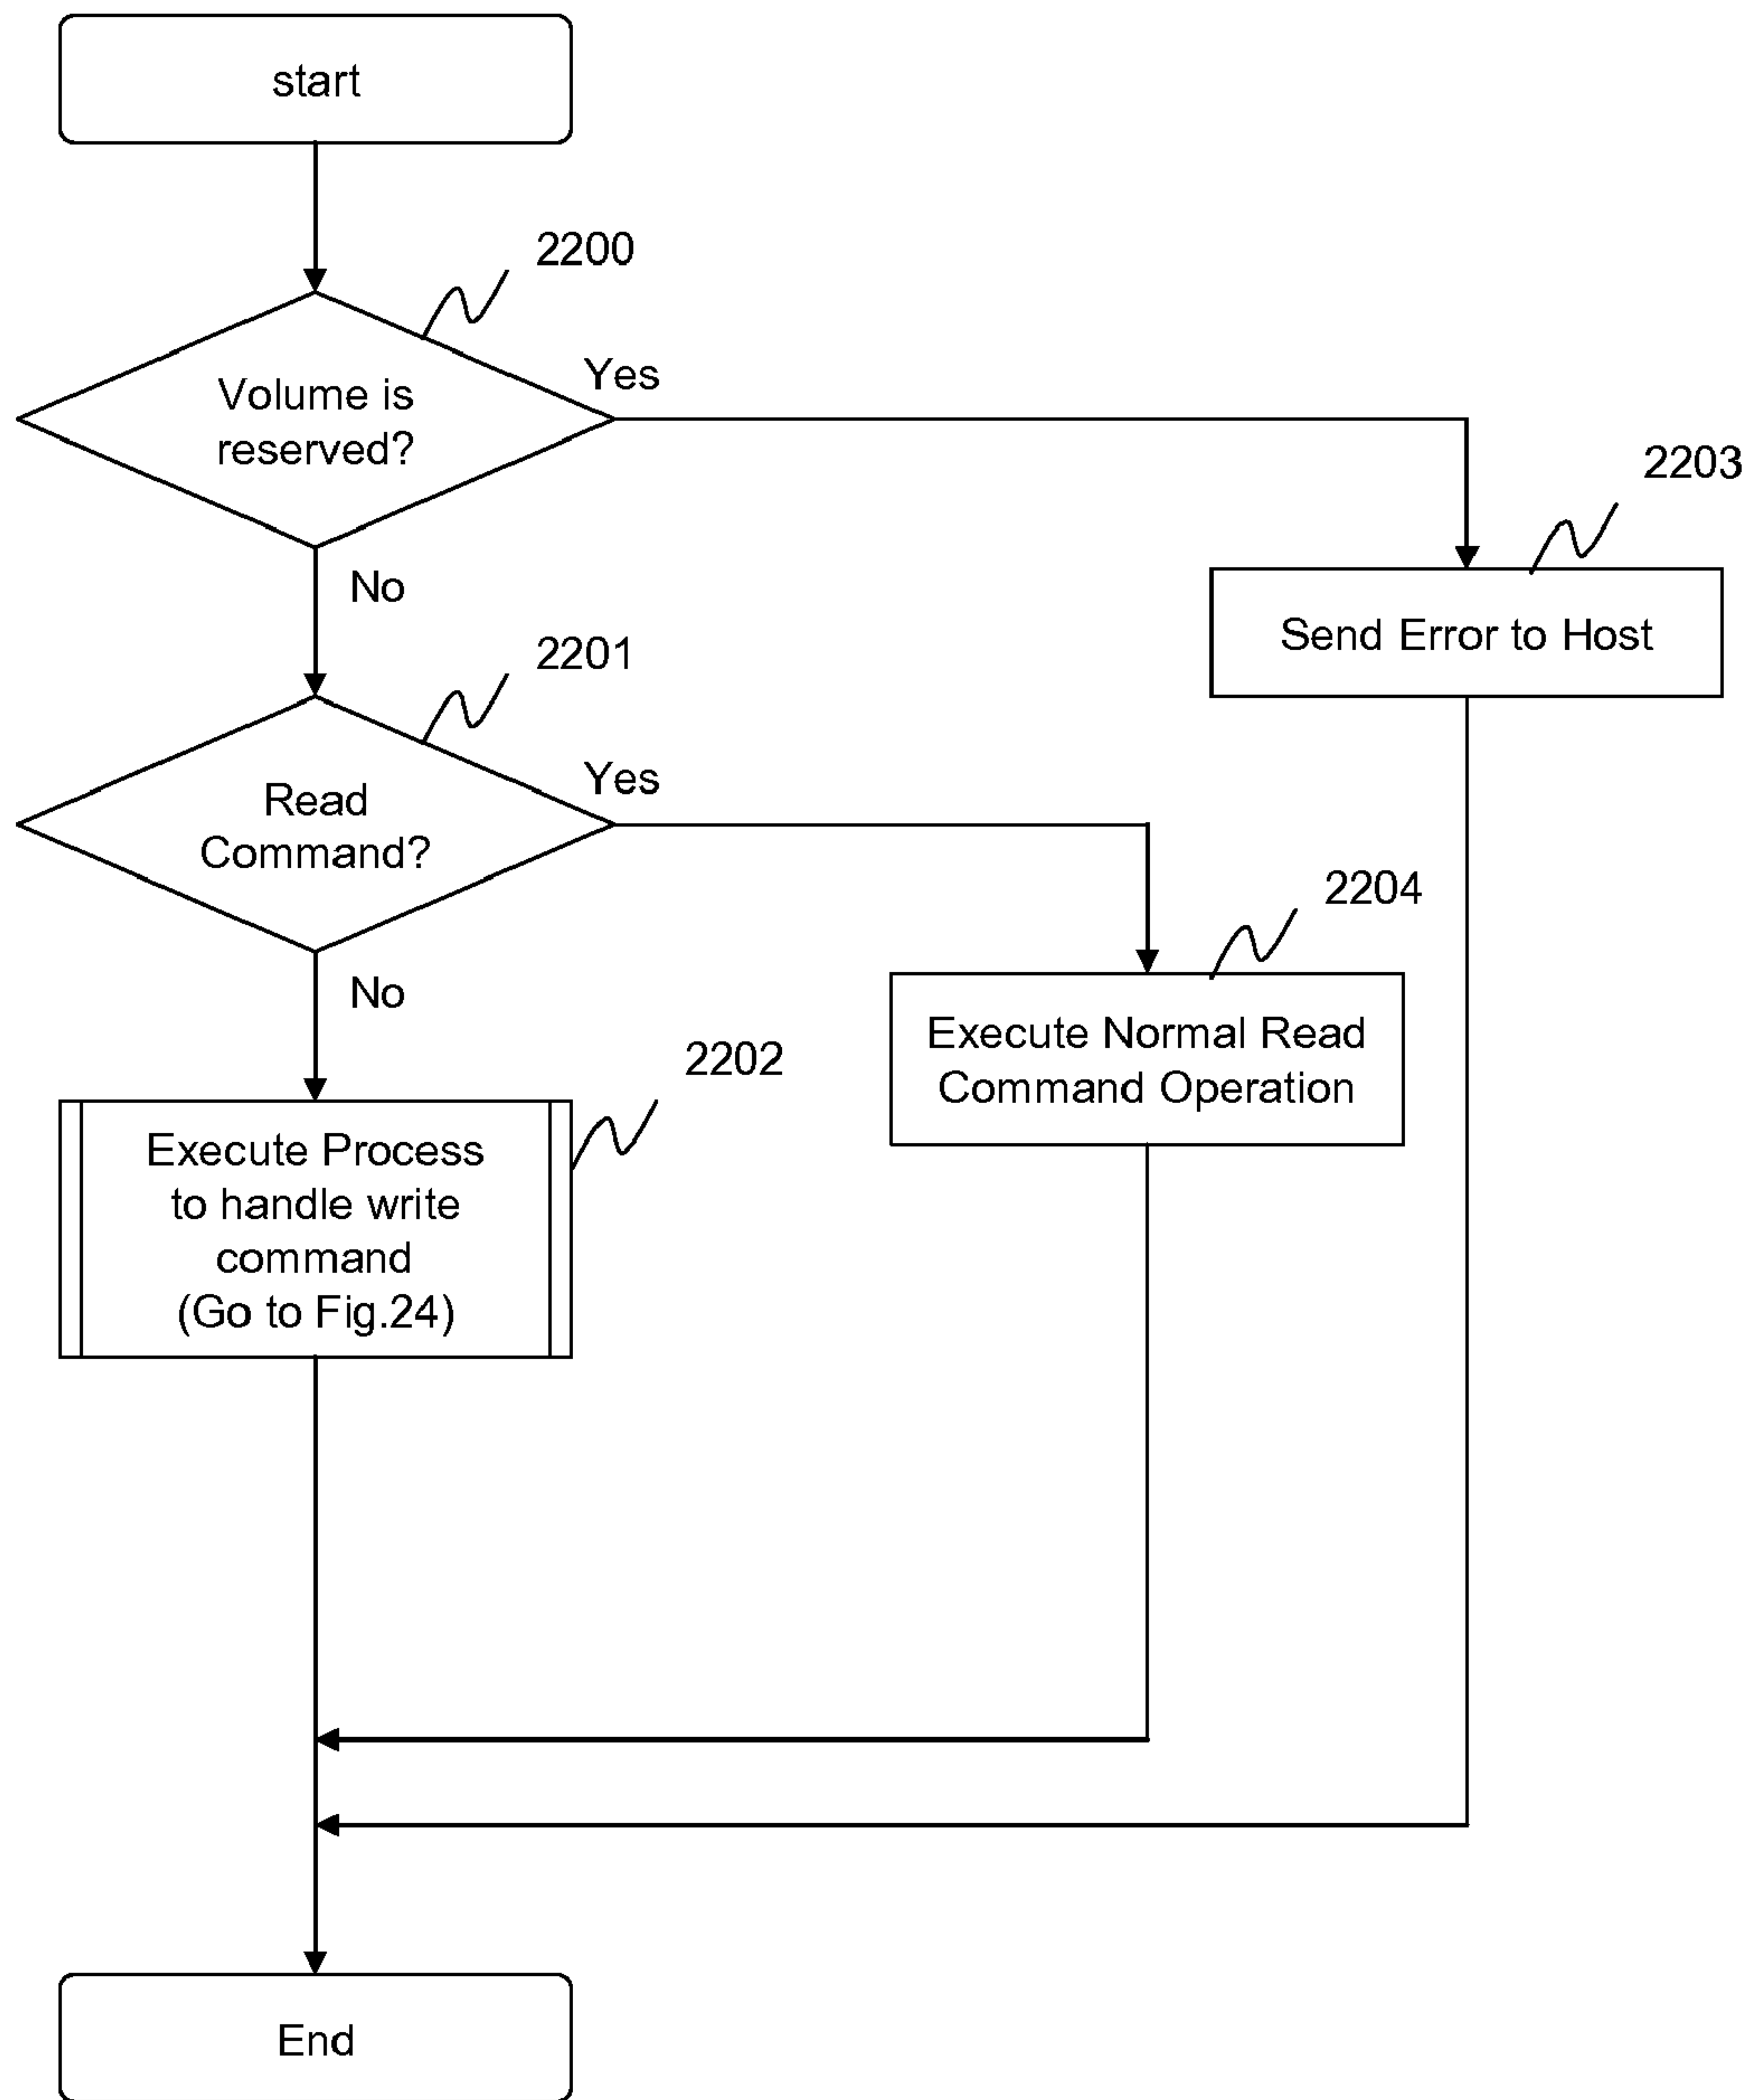 start
2200
Volume is
reserved?
Yes
2203
Send Error to Host
No
2201
Read
Command?
Yes
2204
Execute Normal Read
Command Operation
No
2202
Execute Process
to handle write
command
(Go to Fig.24)
End